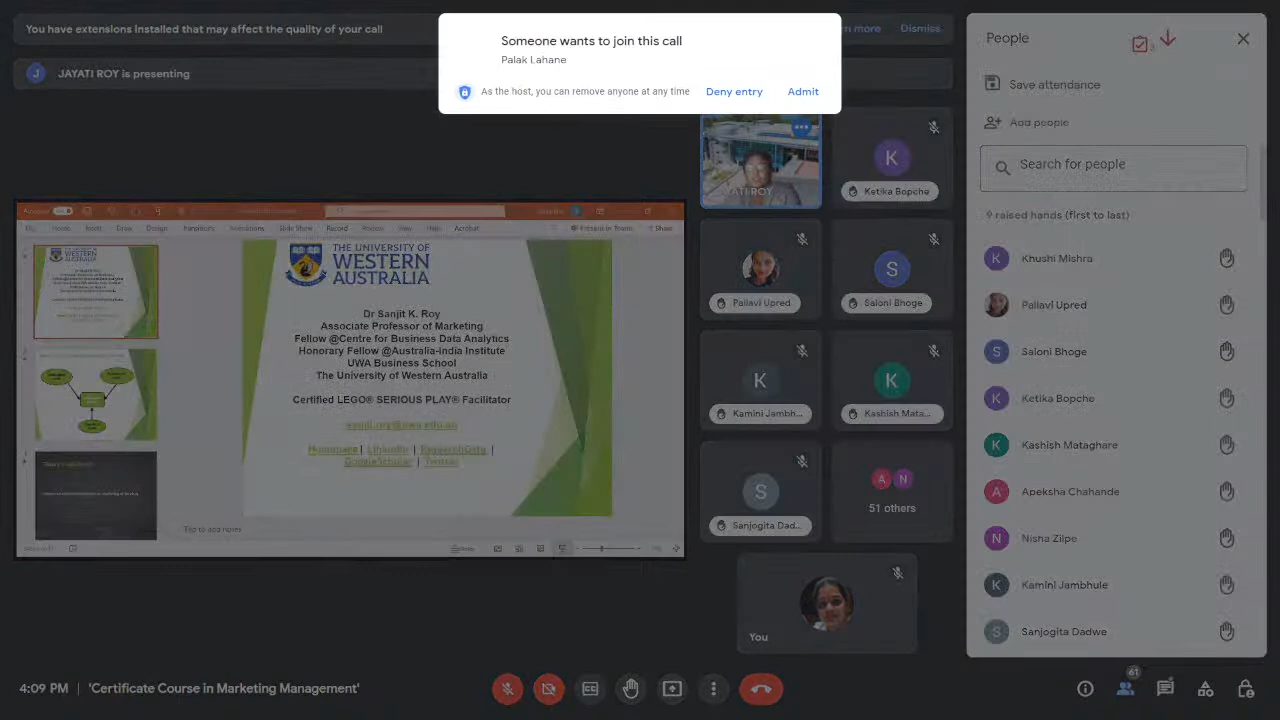 You have extensions installed that may affect the quality of your call
Dismiss
JAYATI ROY is presenting
Someone wants to join this call
Palak Lahane
As the host, you can remove anyone at any time
Deny entry
Admit
THE UNIVERSITY OF
WESTERN
AUSTRALIA
Dr Sanjit K. Roy
Associate Professor of Marketing
Fellow @Centre for Business Data Analytics
Honorary Fellow @Australia-India Institute
UWA Business School
The University of Western Australia
Certified LEGO® SERIOUS PLAY® Facilitator
Tap to add notes
Ketika Bopche
Pallavi Upred
Saloni Bhoge
Kamini Jambh...
Kashish Mata...
Sanjogita Dad...
51 others
You
People
Save attendance
Add people
Search for people
9 raised hands (first to last)
Khushi Mishra
Pallavi Upred
Saloni Bhoge
Ketika Bopche
Kashish Mataghare
Apeksha Chahande
Nisha Zilpe
Kamini Jambhule
Sanjogita Dadwe
4:09 PM | 'Certificate Course in Marketing Management'
61